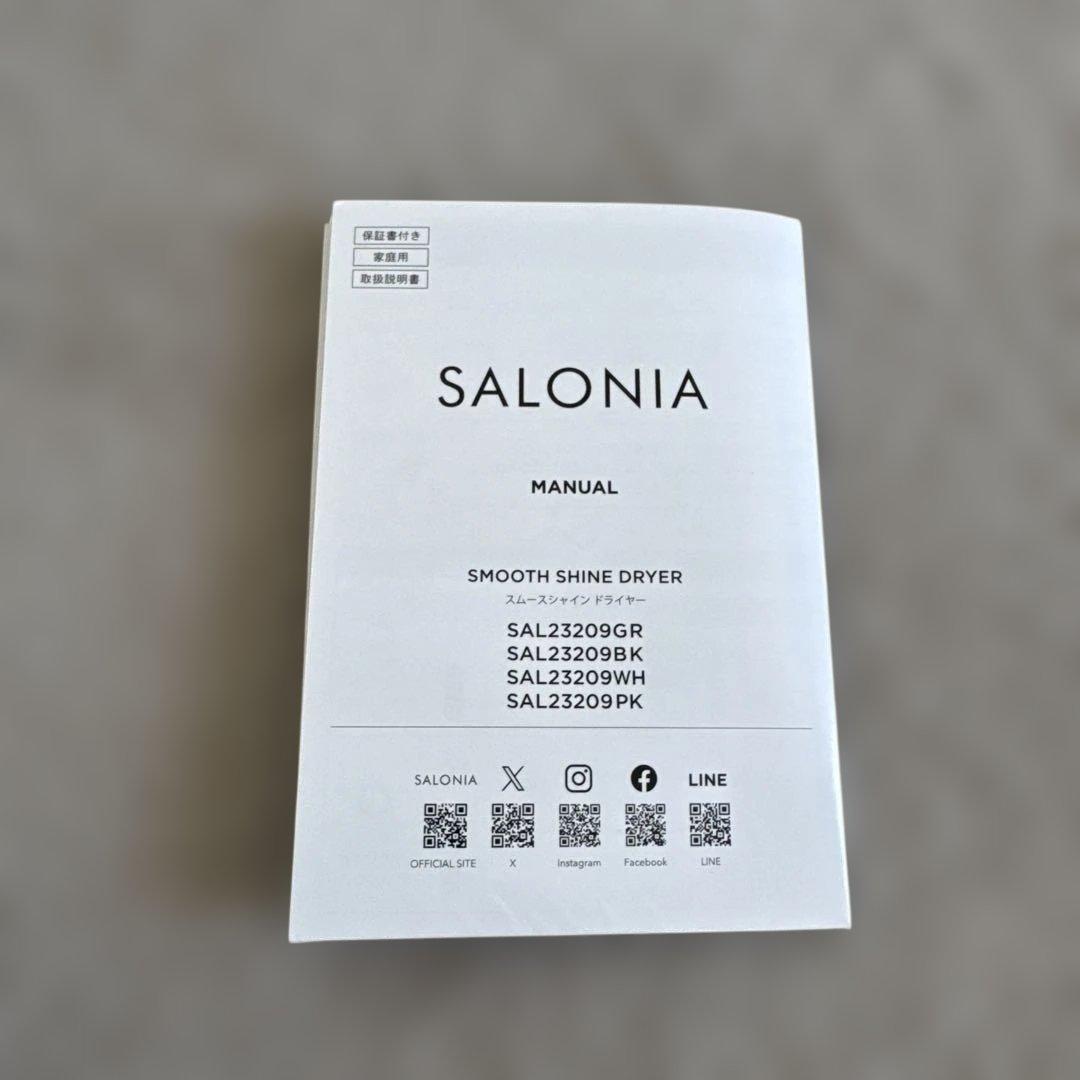 保証書付き
家庭用
取扱説明書
SALONIA
MANUAL
SMOOTH SHINE DRYER
スムースシャイン ドライヤー
SAL23209GR
SAL23209BK
SAL23209WH
SAL23209PK
SALONIA X LINE
OFFICIAL SITE X Instagram Facebook LINE